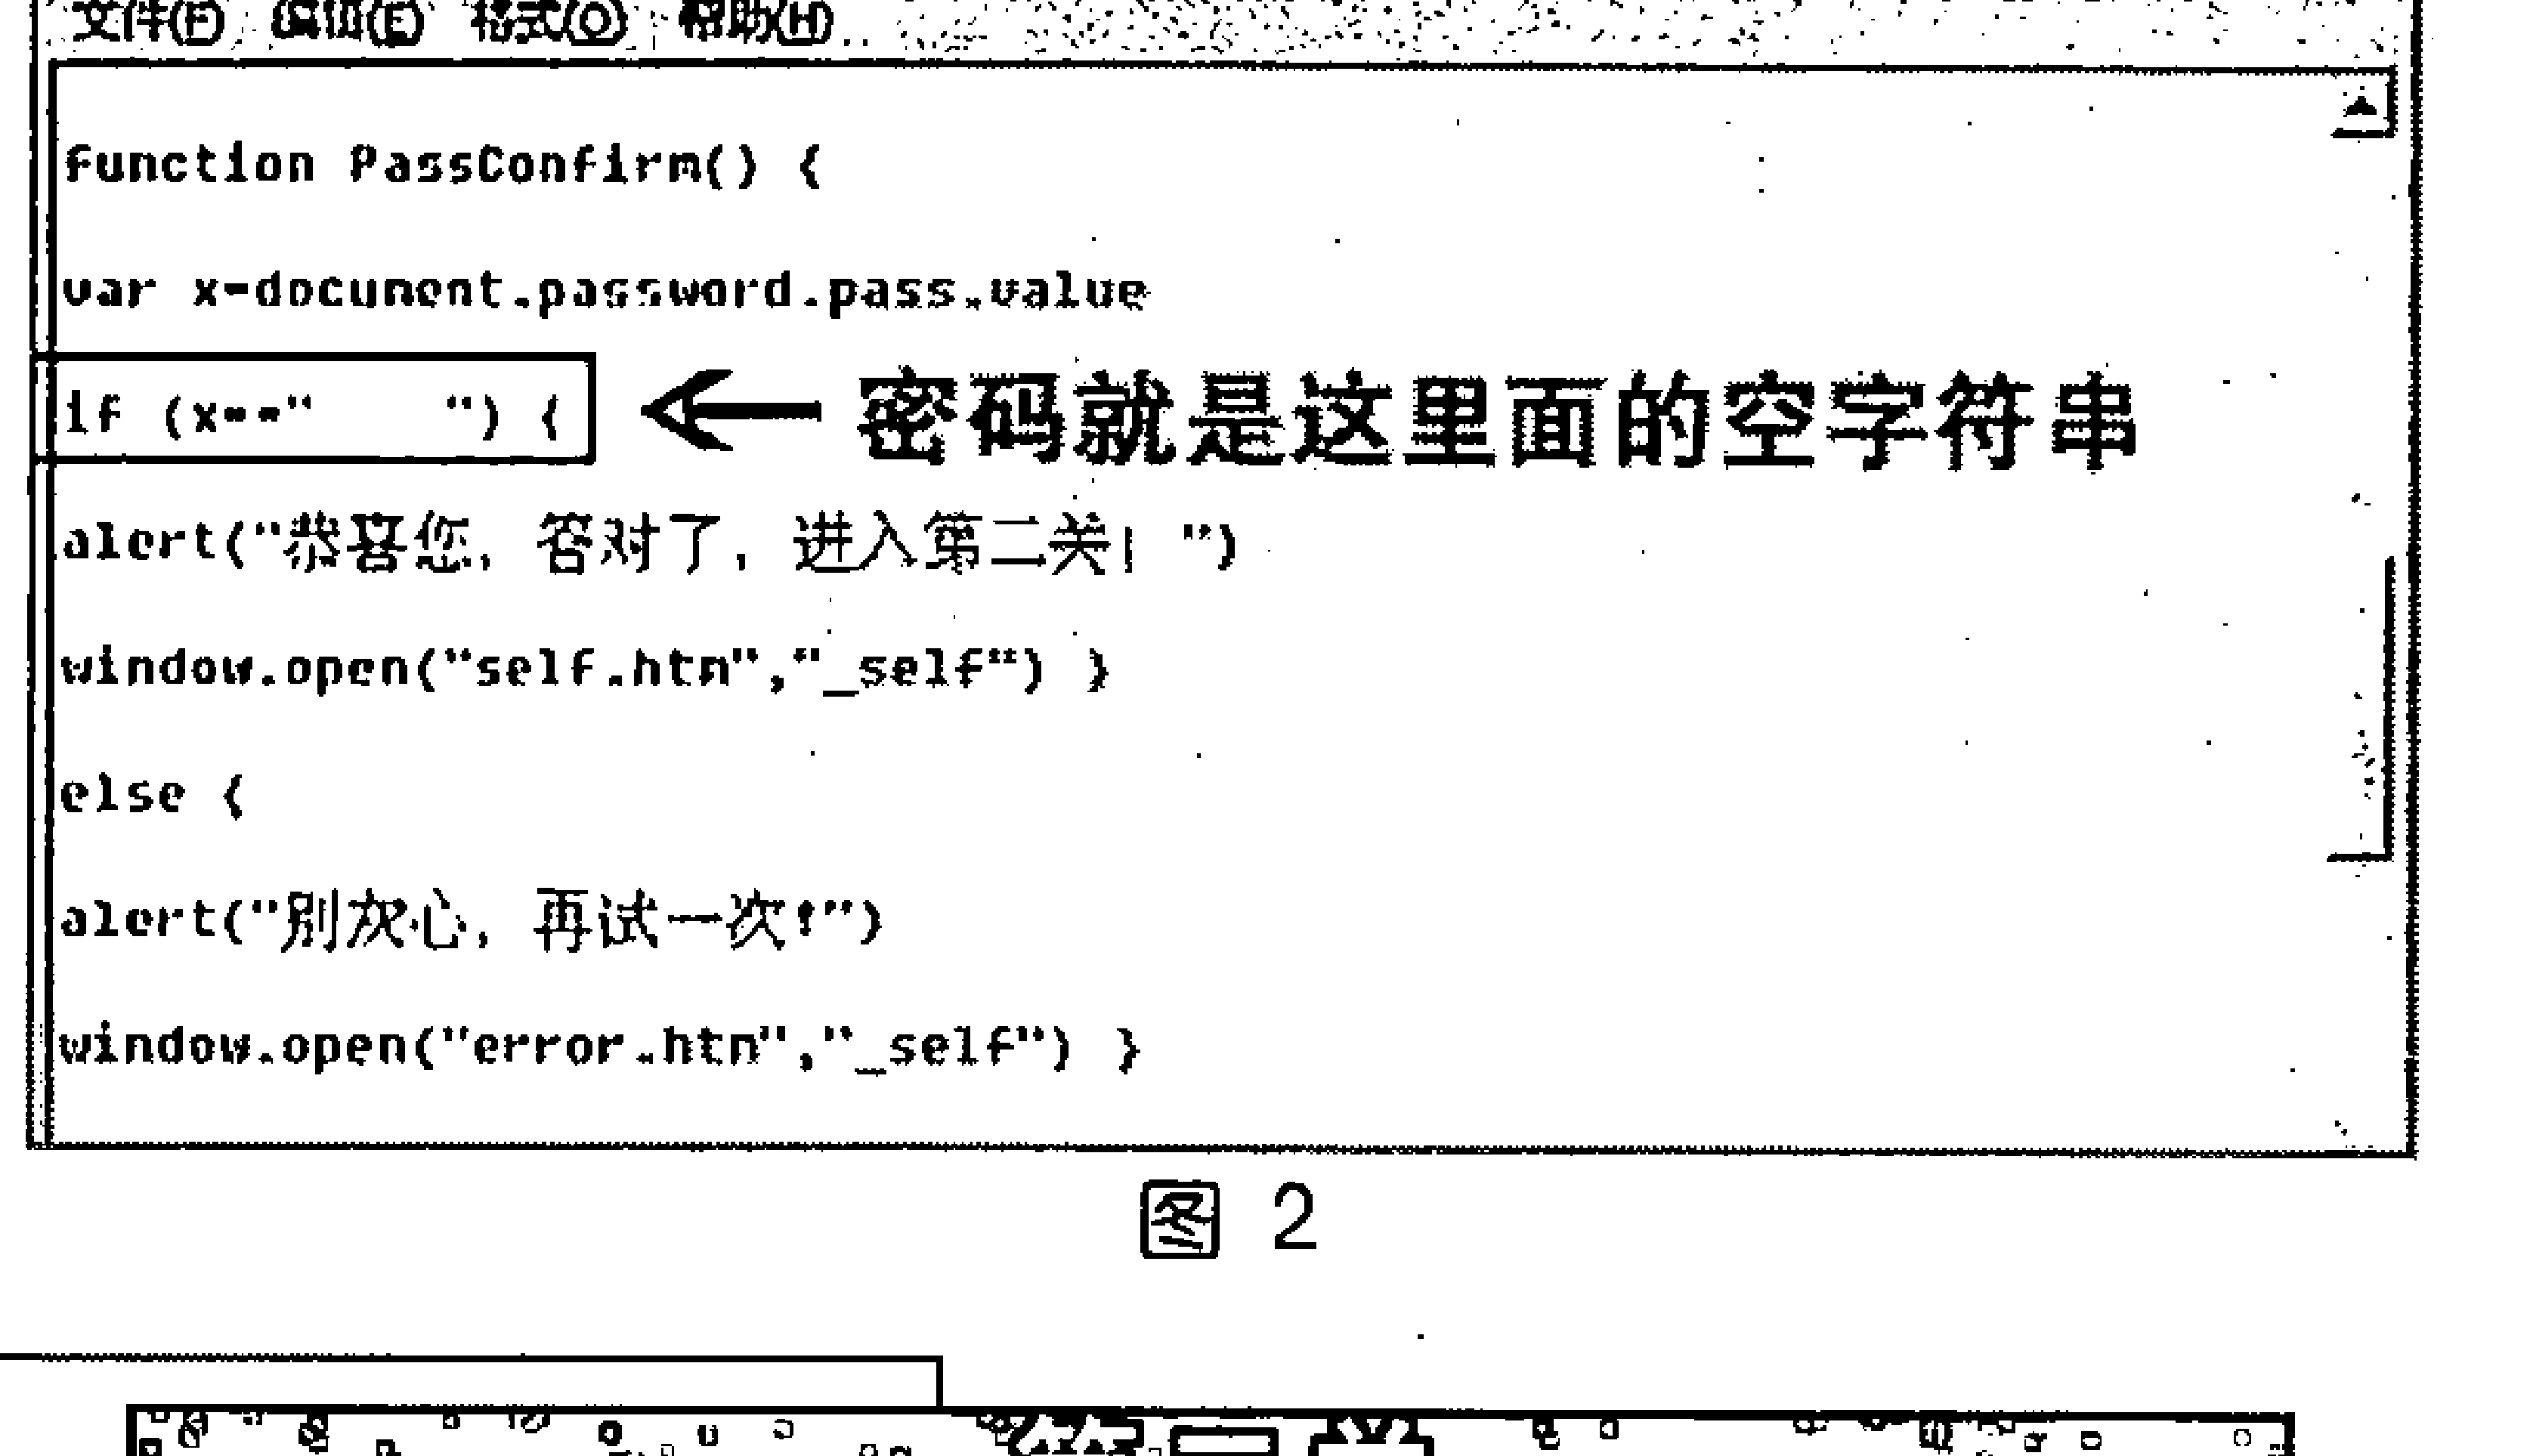 文件(F) 编辑(E) 格式(O) 帮助(H)
function PassConfirm() {
var x=document.password.pass.value
if (x=="    ") { ← 密码就是这里面的空字符串
alert("恭喜您，答对了，进入第二关！")
window.open("self.htm","_self") }
else {
alert("别灰心，再试一次!")
window.open("error.htm","_self") }
图 2